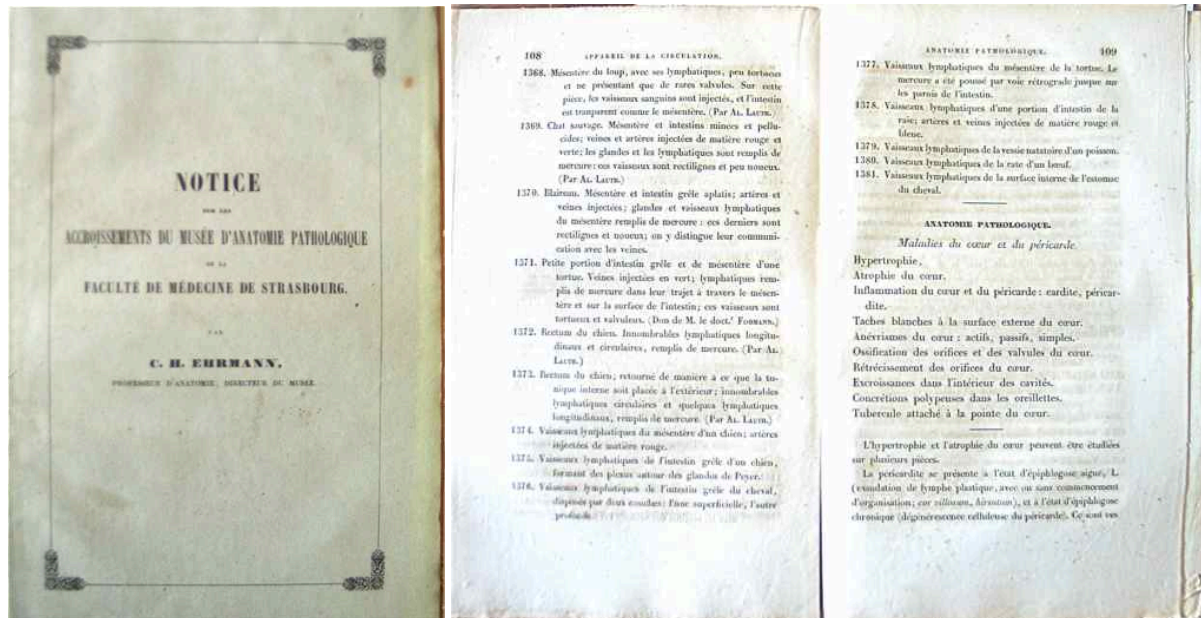 NOTICE
SUR LES
ACCROISSEMENTS DU MUSÉE D'ANATOMIE PATHOLOGIQUE
DE LA
FACULTÉ DE MÉDECINE DE STRASBOURG.
PAR
C. H. EHRMANN,
PROFESSEUR D'ANATOMIE, DIRECTEUR DU MUSÉE.
108 APPAREIL DE LA CIRCULATION.
1368. Mésentère du loup, avec ses lymphatiques, peu tortueux
et ne présentant que de rares valvules. Sur cette
pièce, les vaisseaux sanguins sont injectés, et l'intestin
est tranparent comme le mésentère. (Par AL. LAUTH.)
1369. Chat sauvage. Mésentère et intestins minces et pellu-
cides; veines et artères injectées de matière rouge et
verte; les glandes et les lymphatiques sont remplis de
mercure: ces vaisseaux sont rectilignes et peu noueux.
(Par AL. LAUTH.)
1370. Blaireau. Mésentère et intestin grêle aplatis; artères et
veines injectées; glandes et vaisseaux lymphatiques
du mésentère remplis de mercure: ces derniers sont
rectilignes et noueux; on y distingue leur communi-
cation avec les veines.
1371. Petite portion d'intestin grêle et de mésentère d'une
tortue. Veines injectées en vert; lymphatiques rem-
plis de mercure dans leur trajet à travers le mésen-
tère et sur la surface de l'intestin; ces vaisseaux sont
tortueux et valvuleux. (Don de M. le doct.r FOHMANN.)
1372. Rectum du chien. Innombrables lymphatiques longitu-
dinaux et circulaires, remplis de mercure. (Par AL.
LAUTH.)
1373. Rectum du chien; retourné de manière à ce que la tu-
nique interne soit placée à l'extérieur; innombrables
lymphatiques circulaires et quelques lymphatiques
longitudinaux, remplis de mercure. (Par AL. LAUTH.)
1374. Vaisseaux lymphatiques du mésentère d'un chien; artères
injectées de matière rouge.
1375. Vaisseaux lymphatiques de l'intestin grêle d'un chien,
formant des plexus autour des glandes de Peyer.
1376. Vaisseaux lymphatiques de l'intestin grêle du cheval,
disposés par deux couches: l'une superficielle, l'autre
profonde.
ANATOMIE PATHOLOGIQUE. 109
1377. Vaisseaux lymphatiques du mésentère de la tortue. Le
mercure a été poussé par voie rétrograde jusque sur
les parois de l'intestin.
1378. Vaisseaux lymphatiques d'une portion d'intestin de la
raie; artères et veines injectées de matière rouge et
bleue.
1379. Vaisseaux lymphatiques de la vessie natatoire d'un poisson.
1380. Vaisseaux lymphatiques de la rate d'un bœuf.
1381. Vaisseaux lymphatiques de la surface interne de l'estomac
du cheval.
ANATOMIE PATHOLOGIQUE.
Maladies du cœur et du péricarde.
Hypertrophie.
Atrophie du cœur.
Inflammation du cœur et du péricarde: cardite, péricar-
dite.
Taches blanches à la surface externe du cœur.
Anévrismes du cœur: actifs, passifs, simples.
Ossification des orifices et des valvules du cœur.
Rétrécissement des orifices du cœur.
Excroissances dans l'intérieur des cavités.
Concrétions polypeuses dans les oreillettes.
Tubercule attaché à la pointe du cœur.
L'hypertrophie et l'atrophie du cœur peuvent être étudiées
sur plusieurs pièces.
La péricardite se présente à l'état d'épiphlogose aigue, L.
(exsudation de lymphe plastique, avec ou sans commencement
d'organisation; cor villosum, hirsutum), et à l'état d'épiphlogose
chronique (dégénérescence celluleuse du péricarde). Ce sont ces